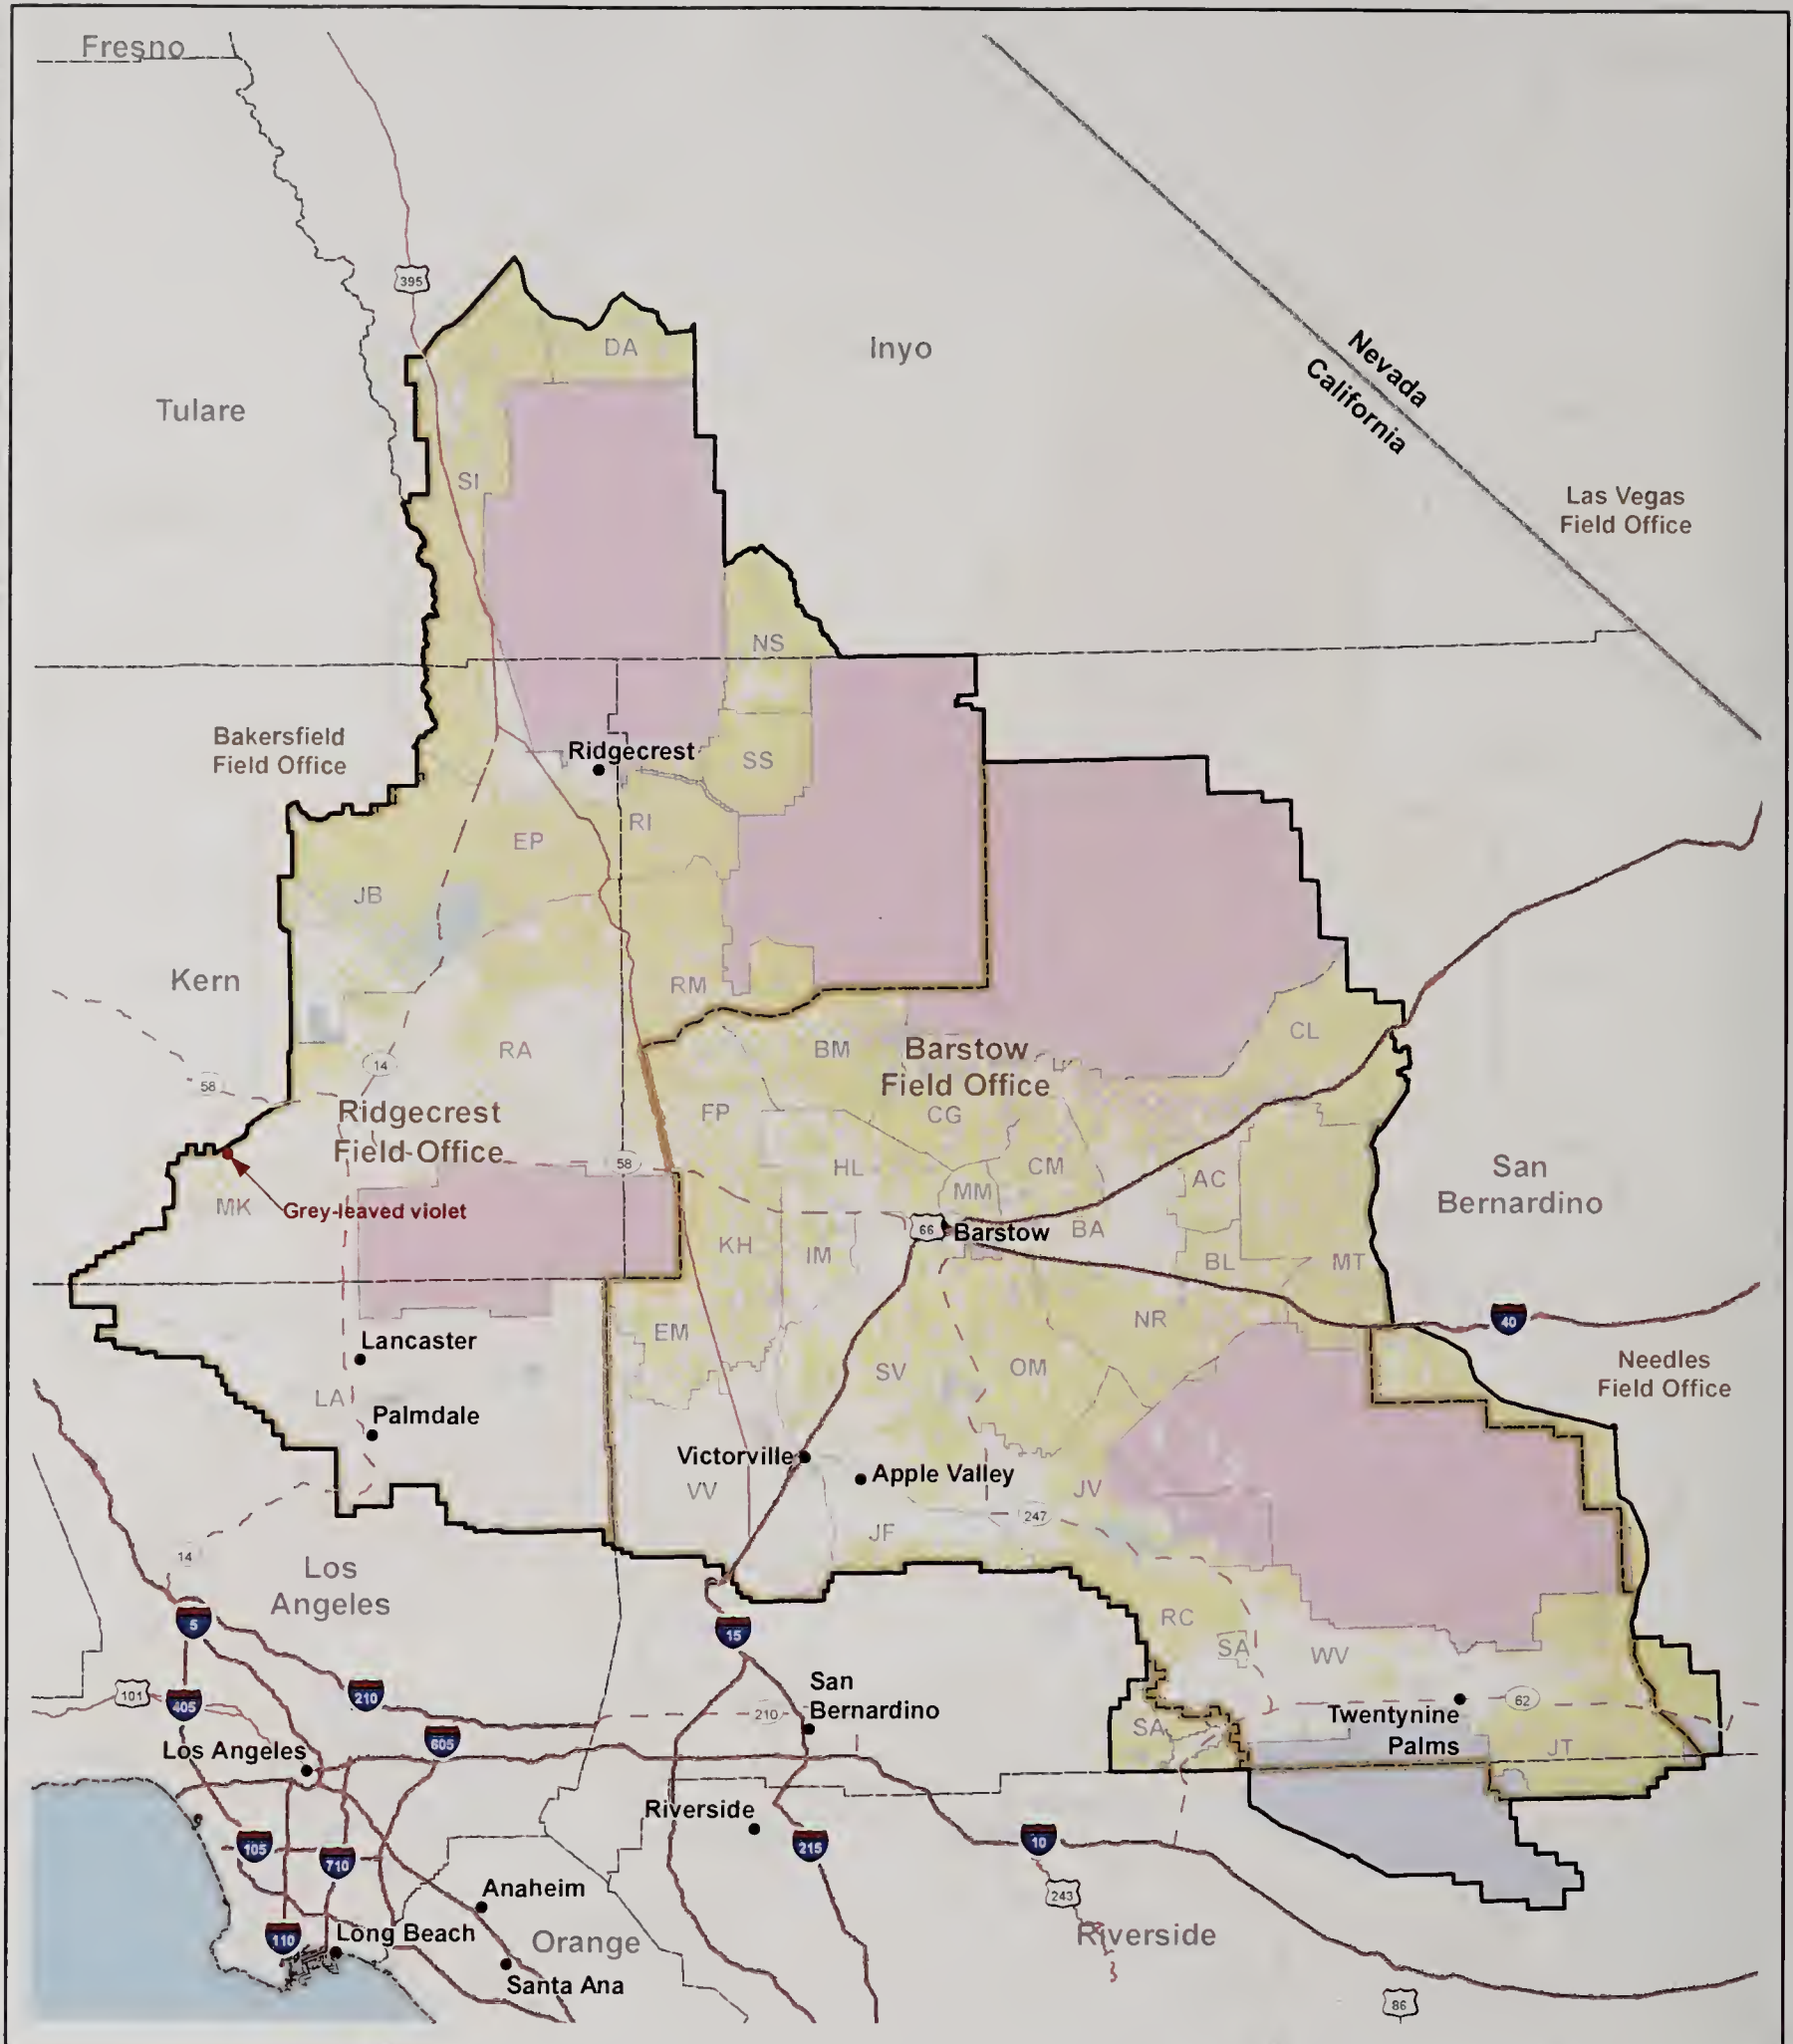 Fresno
395
DA
Inyo
Nevada
California
Tulare
SI
Las Vegas
Field Office
NS
Bakersfield
Field Office
Ridgecrest
SS
RI
EP
JB
Kern
RM
CL
BM
Barstow
Field Office
RA
14
58
FP
CG
Ridgecrest
Field Office
58
HL
CM
MM
AC
San
Bernardino
MK
Grey-leaved violet
66
Barstow
BA
KH
IM
BL
MT
EM
NR
40
Lancaster
SV
OM
Needles
Field Office
LA
Palmdale
Victorville
Apple Valley
VV
JV
JF
247
14
Los
Angeles
5
15
RC
SA
WV
101
405
210
San
Bernardino
210
62
Twentynine
Palms
SA
JT
605
Los Angeles
Riverside
105
710
215
10
243
Anaheim
110
Long Beach
Orange
Riverside
Santa Ana
86